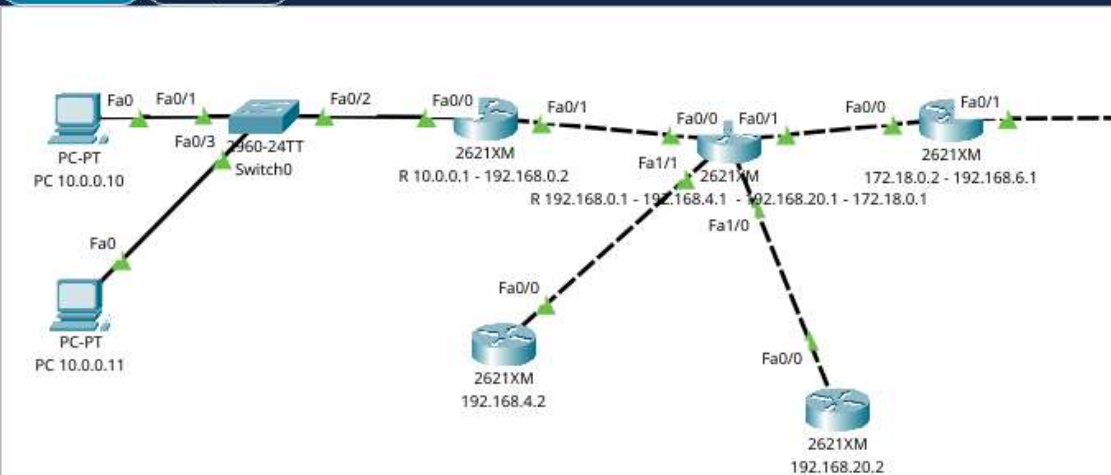 Fa0
Fa0/1
Fa0/3
PC-PT
PC 10.0.0.10
2960-24TT
Switch0
Fa0/2
Fa0/0
2621XM
R 10.0.0.1 - 192.168.0.2
Fa0/1
Fa0/0
Fa0/1
Fa1/1
2621XM
R 192.168.0.1 - 192.168.4.1 - 192.168.20.1 - 172.18.0.1
Fa1/0
Fa0/0
Fa0/1
2621XM
172.18.0.2 - 192.168.6.1
Fa0
PC-PT
PC 10.0.0.11
Fa0/0
2621XM
192.168.4.2
Fa0/0
2621XM
192.168.20.2